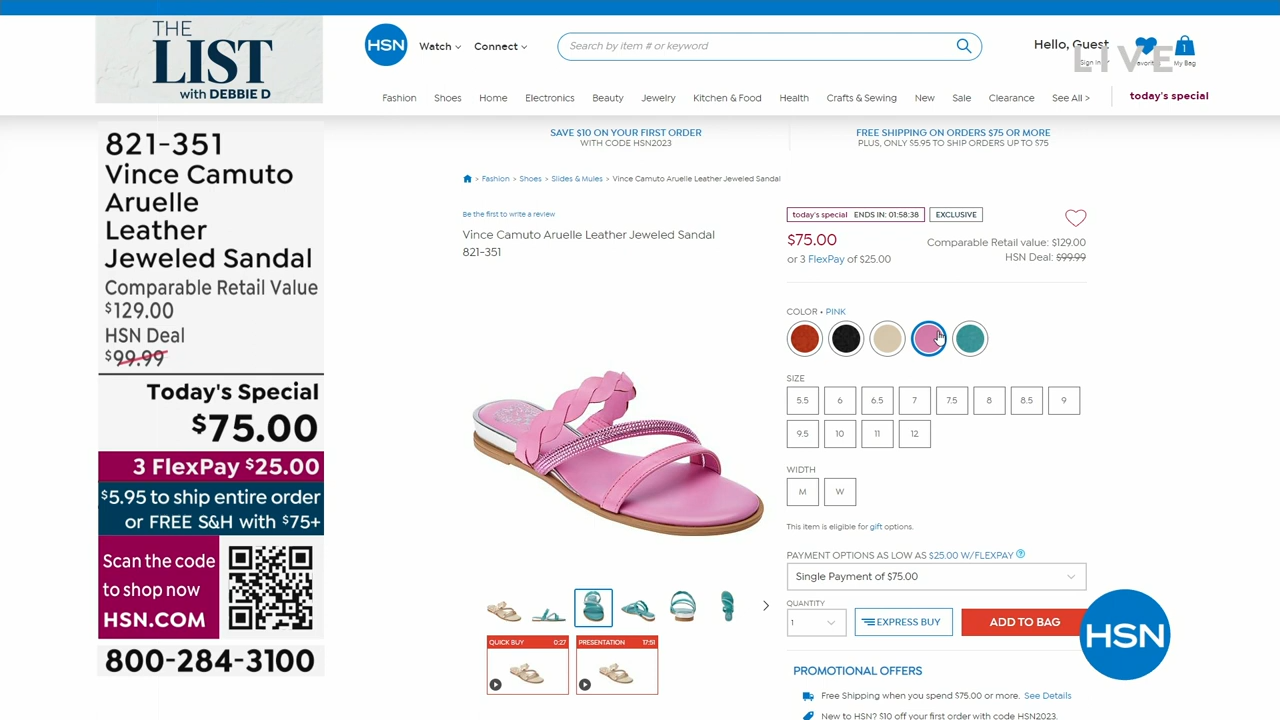 THE
LIST
with DEBBIE D
821-351
Vince Camuto
Aruelle
Leather
Jeweled Sandal
Comparable Retail Value
$129.00
HSN Deal
$99.99
Today's Special
$75.00
3 FlexPay $25.00
$5.95 to ship entire order
or FREE S&H with $75+
Scan the code
to shop now
HSN.COM
800-284-3100
HSN
Watch
Connect
Search by item # or keyword
Hello, Guest
Sign In
Favorites
1
My Bag
LIVE
Fashion Shoes Home Electronics Beauty Jewelry Kitchen & Food Health Crafts & Sewing New Sale Clearance See All > today's special
SAVE $10 ON YOUR FIRST ORDER
WITH CODE HSN2023
FREE SHIPPING ON ORDERS $75 OR MORE
PLUS, ONLY $5.95 TO SHIP ORDERS UP TO $75
> Fashion > Shoes > Slides & Mules > Vince Camuto Aruelle Leather Jeweled Sandal
Be the first to write a review
Vince Camuto Aruelle Leather Jeweled Sandal
821-351
today's special ENDS IN: 01:58:38 EXCLUSIVE
$75.00
or 3 FlexPay of $25.00
Comparable Retail value: $129.00
HSN Deal: $99.99
COLOR • PINK
SIZE
5.5 6 6.5 7 7.5 8 8.5 9
9.5 10 11 12
WIDTH
M W
This item is eligible for gift options.
PAYMENT OPTIONS AS LOW AS $25.00 W/FLEXPAY ?
Single Payment of $75.00
QUANTITY
1
EXPRESS BUY
ADD TO BAG
QUICK BUY 0:27
PRESENTATION 17:51
HSN
PROMOTIONAL OFFERS
Free Shipping when you spend $75.00 or more. See Details
New to HSN? $10 off your first order with code HSN2023.